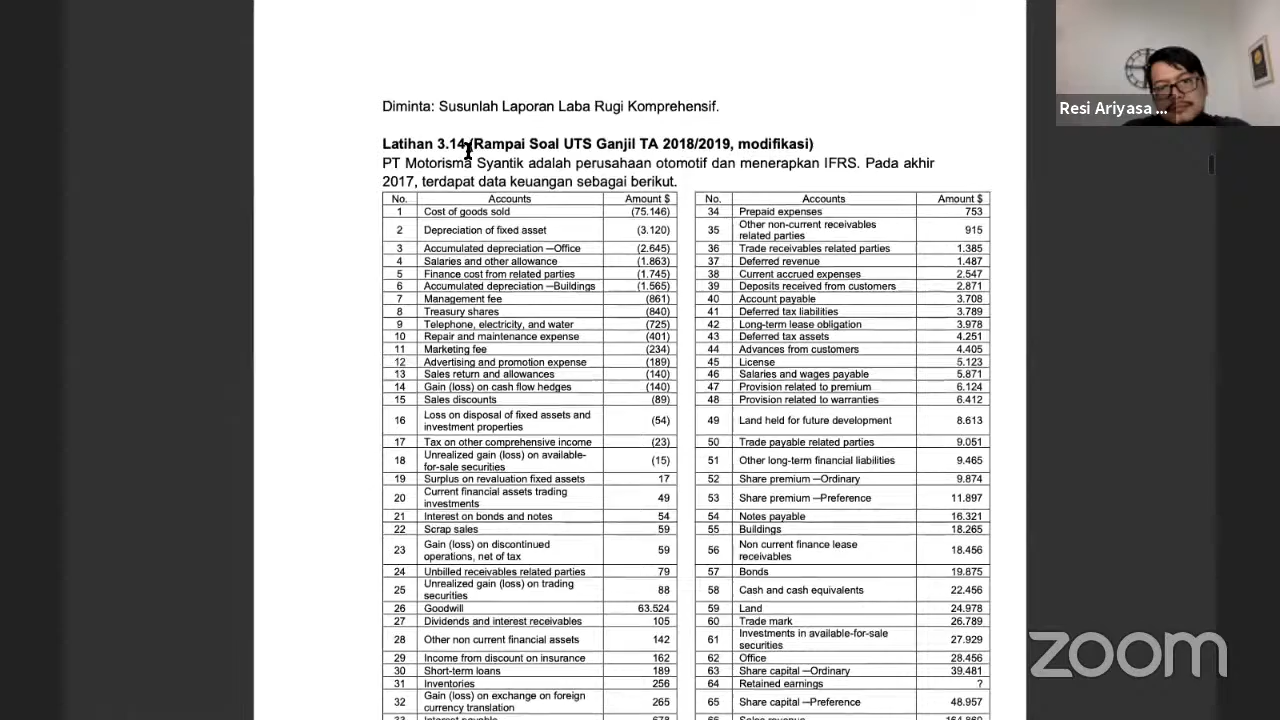 Diminta: Susunlah Laporan Laba Rugi Komprehensif.
Latihan 3.14 (Rampai Soal UTS Ganjil TA 2018/2019, modifikasi)
PT Motorisma Syantik adalah perusahaan otomotif dan menerapkan IFRS. Pada akhir
2017, terdapat data keuangan sebagai berikut.
No. Accounts Amount $
1 Cost of goods sold (75.146)
2 Depreciation of fixed asset (3.120)
3 Accumulated depreciation —Office (2.645)
4 Salaries and other allowance (1.863)
5 Finance cost from related parties (1.745)
6 Accumulated depreciation —Buildings (1.565)
7 Management fee (861)
8 Treasury shares (840)
9 Telephone, electricity, and water (725)
10 Repair and maintenance expense (401)
11 Marketing fee (234)
12 Advertising and promotion expense (189)
13 Sales return and allowances (140)
14 Gain (loss) on cash flow hedges (140)
15 Sales discounts (89)
16 Loss on disposal of fixed assets and
investment properties (54)
17 Tax on other comprehensive income (23)
18 Unrealized gain (loss) on available-
for-sale securities (15)
19 Surplus on revaluation fixed assets 17
20 Current financial assets trading
investments 49
21 Interest on bonds and notes 54
22 Scrap sales 59
23 Gain (loss) on discontinued
operations, net of tax 59
24 Unbilled receivables related parties 79
25 Unrealized gain (loss) on trading
securities 88
26 Goodwill 63.524
27 Dividends and interest receivables 105
28 Other non current financial assets 142
29 Income from discount on insurance 162
30 Short-term loans 189
31 Inventories 256
32 Gain (loss) on exchange on foreign
currency translation 265
33 Interest payable 678
No. Accounts Amount $
34 Prepaid expenses 753
35 Other non-current receivables
related parties 915
36 Trade receivables related parties 1.385
37 Deferred revenue 1.487
38 Current accrued expenses 2.547
39 Deposits received from customers 2.871
40 Account payable 3.708
41 Deferred tax liabilities 3.789
42 Long-term lease obligation 3.978
43 Deferred tax assets 4.251
44 Advances from customers 4.405
45 License 5.123
46 Salaries and wages payable 5.871
47 Provision related to premium 6.124
48 Provision related to warranties 6.412
49 Land held for future development 8.613
50 Trade payable related parties 9.051
51 Other long-term financial liabilities 9.465
52 Share premium —Ordinary 9.874
53 Share premium —Preference 11.897
54 Notes payable 16.321
55 Buildings 18.265
56 Non current finance lease
receivables 18.456
57 Bonds 19.875
58 Cash and cash equivalents 22.456
59 Land 24.978
60 Trade mark 26.789
61 Investments in available-for-sale
securities 27.929
62 Office 28.456
63 Share capital —Ordinary 39.481
64 Retained earnings ?
65 Share capital —Preference 48.957
66 Sales revenue
Resi Ariyasa ...
zoom